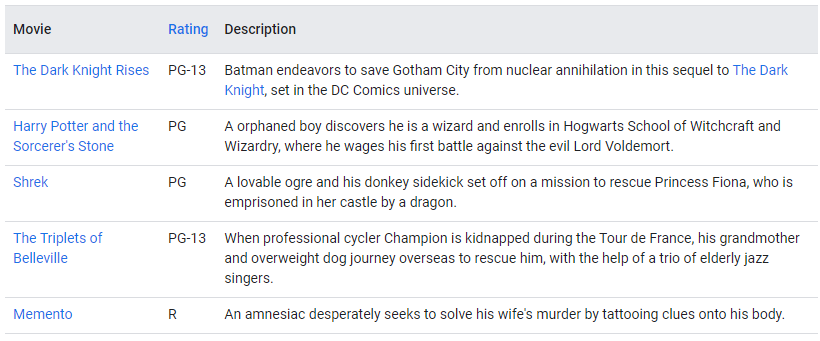 Movie Rating Description
The Dark Knight Rises PG-13 Batman endeavors to save Gotham City from nuclear annihilation in this sequel to The Dark
Knight, set in the DC Comics universe.
Harry Potter and the PG A orphaned boy discovers he is a wizard and enrolls in Hogwarts School of Witchcraft and
Sorcerer's Stone Wizardry, where he wages his first battle against the evil Lord Voldemort.
Shrek PG A lovable ogre and his donkey sidekick set off on a mission to rescue Princess Fiona, who is
emprisoned in her castle by a dragon.
The Triplets of PG-13 When professional cycler Champion is kidnapped during the Tour de France, his grandmother
Belleville and overweight dog journey overseas to rescue him, with the help of a trio of elderly jazz
singers.
Memento R An amnesiac desperately seeks to solve his wife's murder by tattooing clues onto his body.